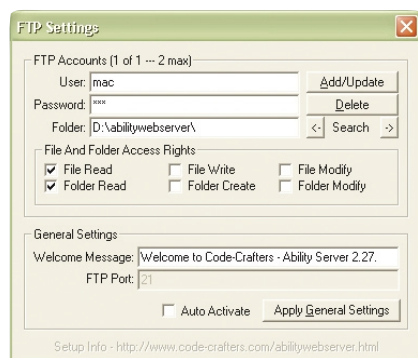 FTP Settings
FTP Accounts (1 of 1 --- 2 max)
User: mac Add/Update
Password: *** Delete
Folder: D:\abilitywebserver\ <- Search ->
File And Folder Access Rights
File Read File Write File Modify
Folder Read Folder Create Folder Modify
General Settings
Welcome Message: Welcome to Code-Crafters - Ability Server 2.27.
FTP Port: 21
Auto Activate Apply General Settings
Setup Info - http://www.code-crafters.com/abilitywebserver.html